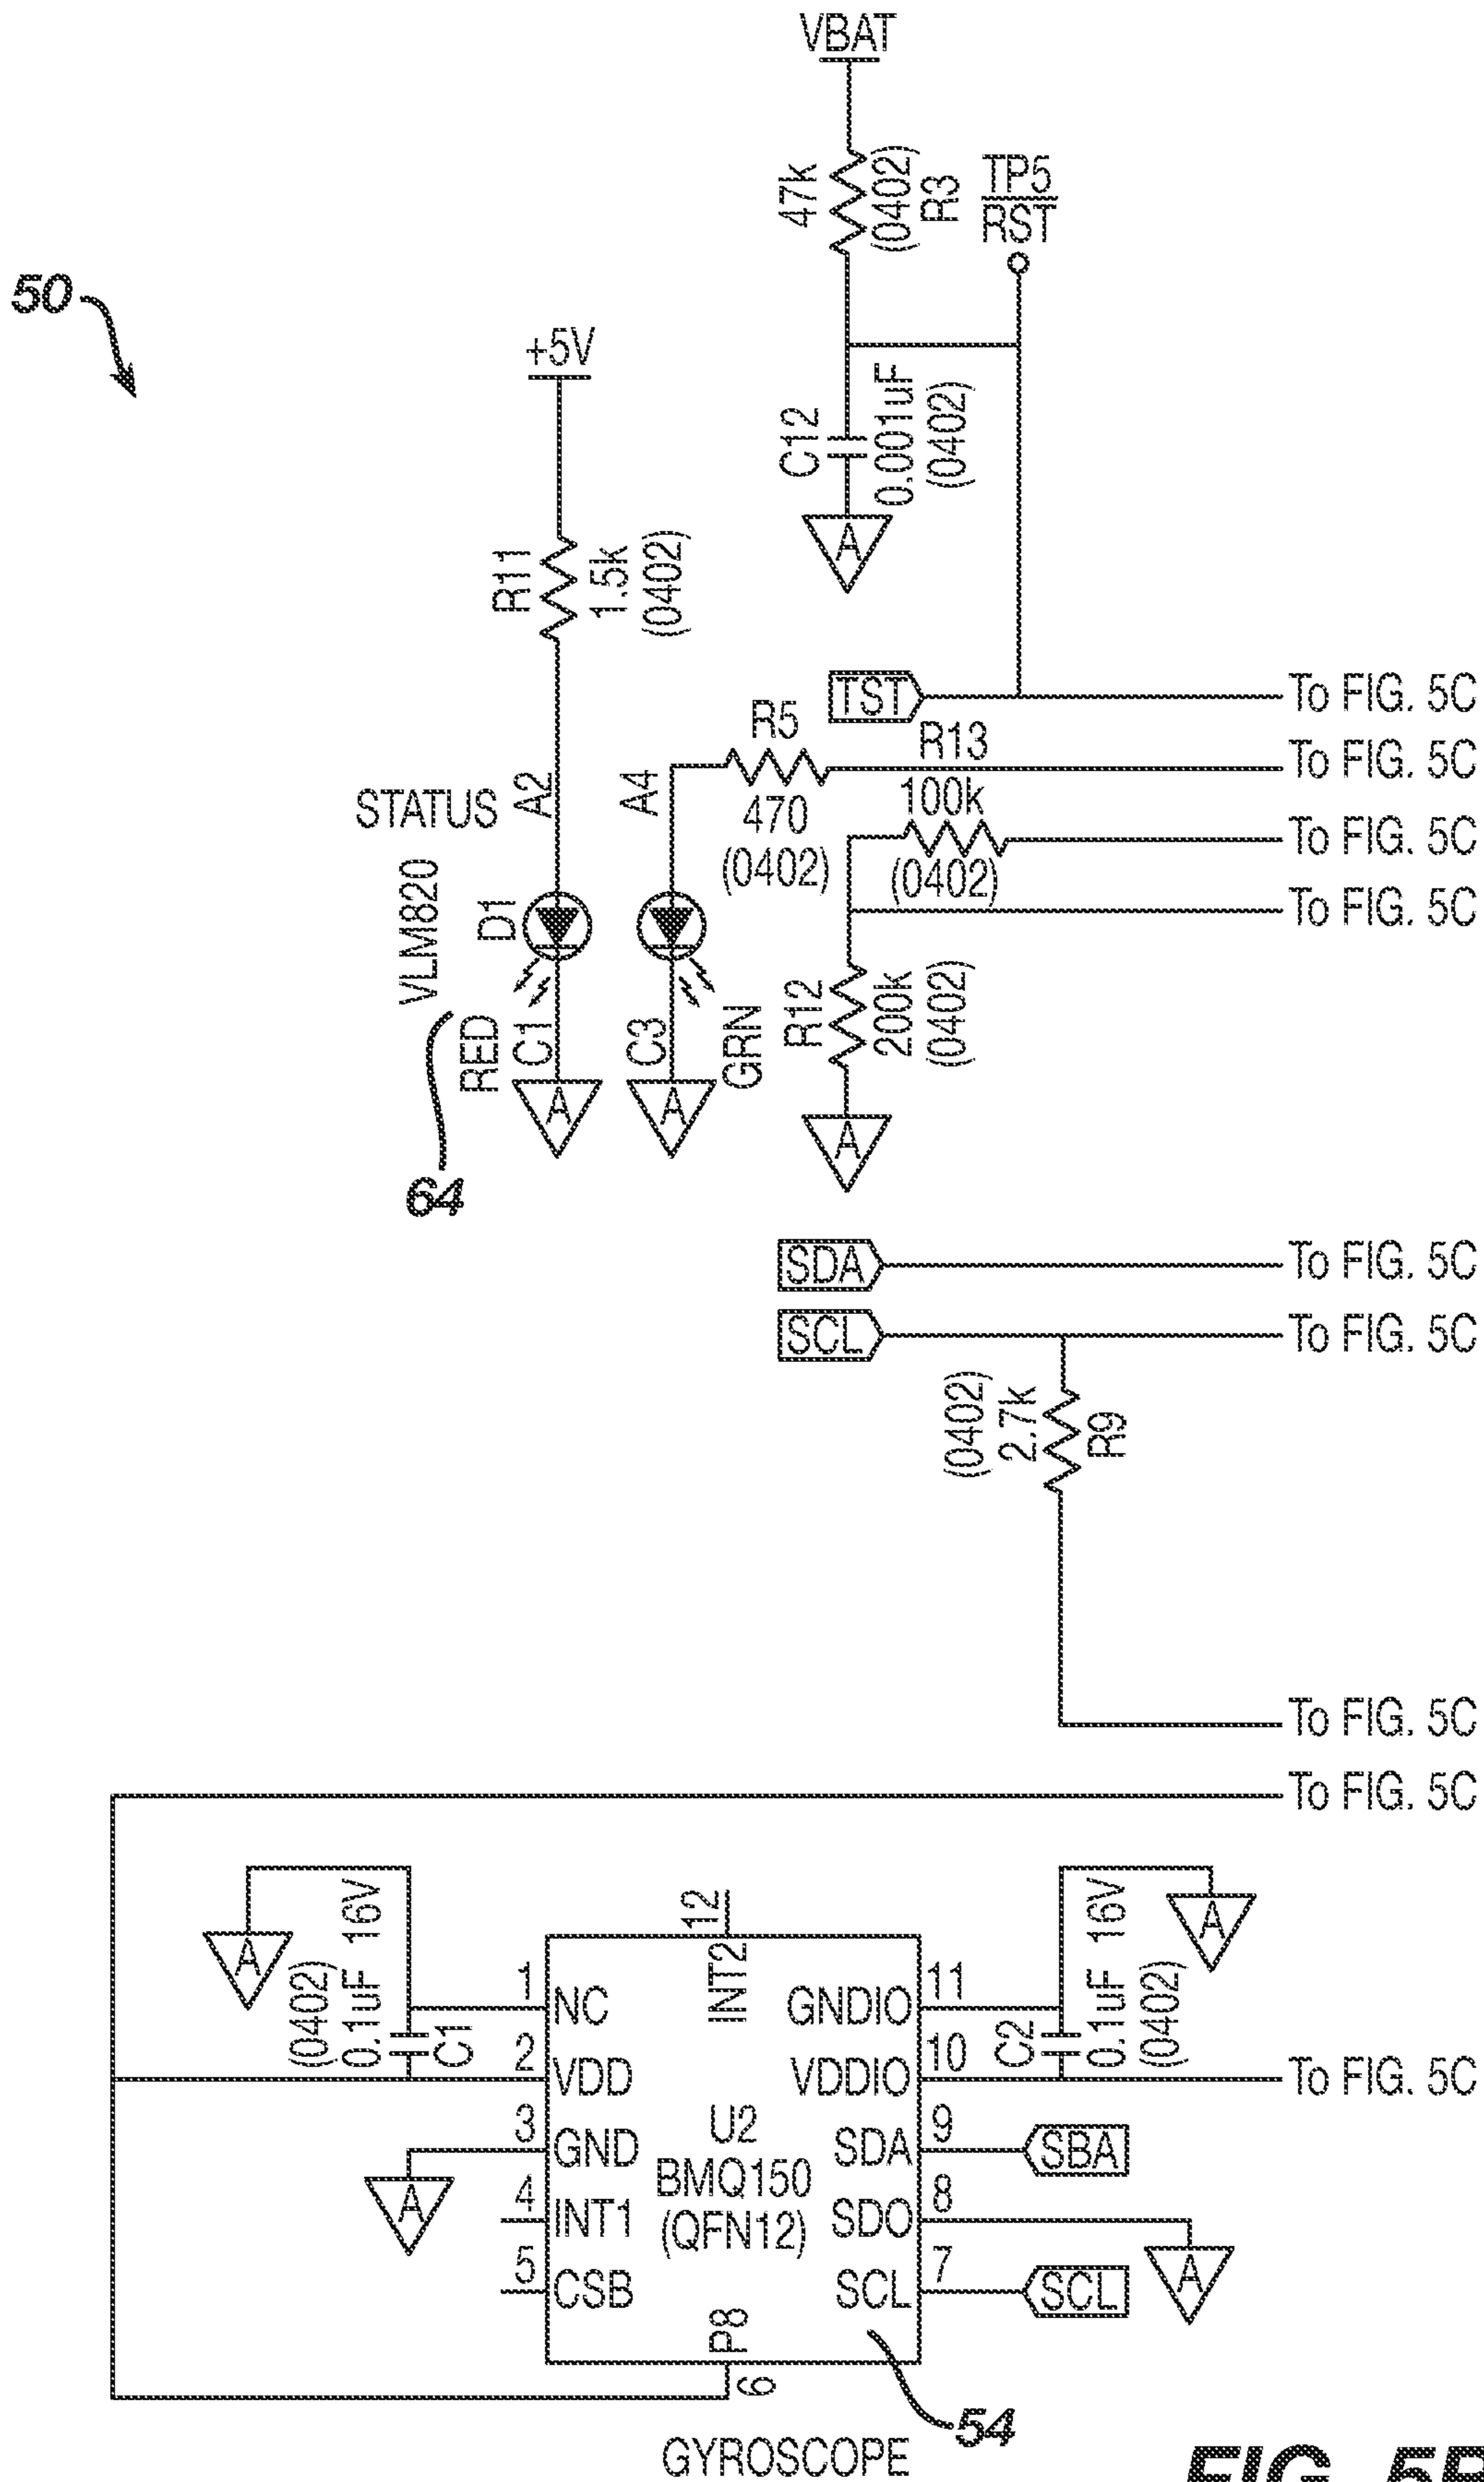 VBAT
47k
(0402)
R3
TP5
RST
50
+5V
C12
0.001uF
(0402)
A
R11
1.5k
(0402)
TST
To FIG. 5C
R5
470
(0402)
To FIG. 5C
R13
100k
(0402)
To FIG. 5C
To FIG. 5C
STATUS
A2
A4
VLM820
D1
RED
C1
C3
GRN
A
A
R12
200k
(0402)
A
64
SDA
To FIG. 5C
SCL
To FIG. 5C
(0402)
2.7k
R9
To FIG. 5C
To FIG. 5C
A
(0402)
0.1uF 16V
C1
12
INT2
1
NC
2
VDD
3
GND
4
INT1
5
CSB
A
U2
BMQ150
(QFN12)
P8
6
11
GNDIO
10
VDDIO
9
SDA
8
SDO
7
SCL
C2
0.1uF 16V
(0402)
A
To FIG. 5C
SBA
SCL
A
54
GYROSCOPE
FIG. 5B